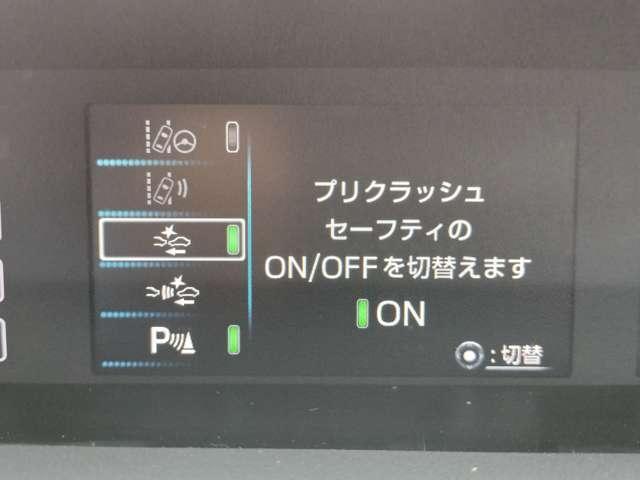 プリクラッシュ
セーフティの
ON/OFFを切替えます
ON
:切替
P